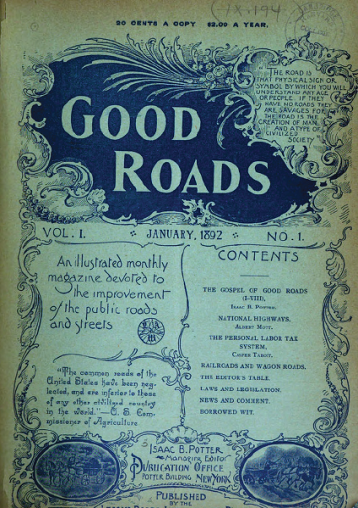 20 CENTS A COPY $2.00 A YEAR.
THE ROAD IS
THAT PHYSICAL SIGN OR
SYMBOL BY WHICH YOU WILL
UNDERSTAND ANY AGE
OR PEOPLE. IF THEY
HAVE NO ROADS THEY
ARE SAVAGES FOR
THE ROAD IS THE
CREATION OF MAN
AND A TYPE OF
CIVILIZED
SOCIETY
GOOD
ROADS
VOL. 1. JANUARY, 1892 NO. 1.
An illustrated monthly
magazine devoted to
the improvement
of the public roads
and streets
"The common roads of the
United States have been neg-
lected, and are inferior to those
of any other civilized country
in the world."—U. S. Com-
missioner of Agriculture.
CONTENTS
THE GOSPEL OF GOOD ROADS
(I-VIII),
ISAAC B. POTTER.
NATIONAL HIGHWAYS,
ALBERT MOTT.
THE PERSONAL LABOR TAX
SYSTEM,
RAILROADS AND WAGON ROADS.
THE EDITOR'S TABLE.
LAWS AND LEGISLATION.
NEWS AND COMMENT.
BORROWED WIT.
ISAAC B. POTTER
MANAGING EDITOR
PUBLICATION OFFICE
POTTER BUILDING NEW YORK
PUBLISHED
BY THE